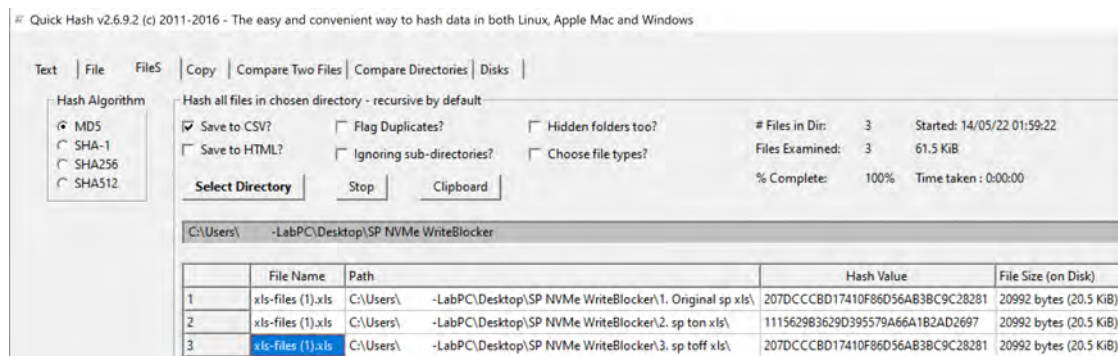 Quick Hash v2.6.9.2 (c) 2011-2016 - The easy and convenient way to hash data in both Linux, Apple Mac and Windows
Text File FileS Copy Compare Two Files Compare Directories Disks
Hash Algorithm
MD5
SHA-1
SHA256
SHA512
Hash all files in chosen directory - recursive by default
Save to CSV? Flag Duplicates? Hidden folders too?
Save to HTML? Ignoring sub-directories? Choose file types?
Select Directory Stop Clipboard
# Files in Dir: 3 Started: 14/05/22 01:59:22
Files Examined: 3 61.5 KiB
% Complete: 100% Time taken : 0:00:00
C:\Users\ -LabPC\Desktop\SP NVMe WriteBlocker
File Name Path Hash Value File Size (on Disk)
1 xls-files (1).xls C:\Users\ -LabPC\Desktop\SP NVMe WriteBlocker\1. Original sp xls\ 207DCCCBD17410F86D56AB3BC9C28281 20992 bytes (20.5 KiB)
2 xls-files (1).xls C:\Users\ -LabPC\Desktop\SP NVMe WriteBlocker\2. sp ton xls\ 1115629B3629D395579A66A1B2AD2697 20992 bytes (20.5 KiB)
3 xls-files (1).xls C:\Users\ -LabPC\Desktop\SP NVMe WriteBlocker\3. sp toff xls\ 207DCCCBD17410F86D56AB3BC9C28281 20992 bytes (20.5 KiB)